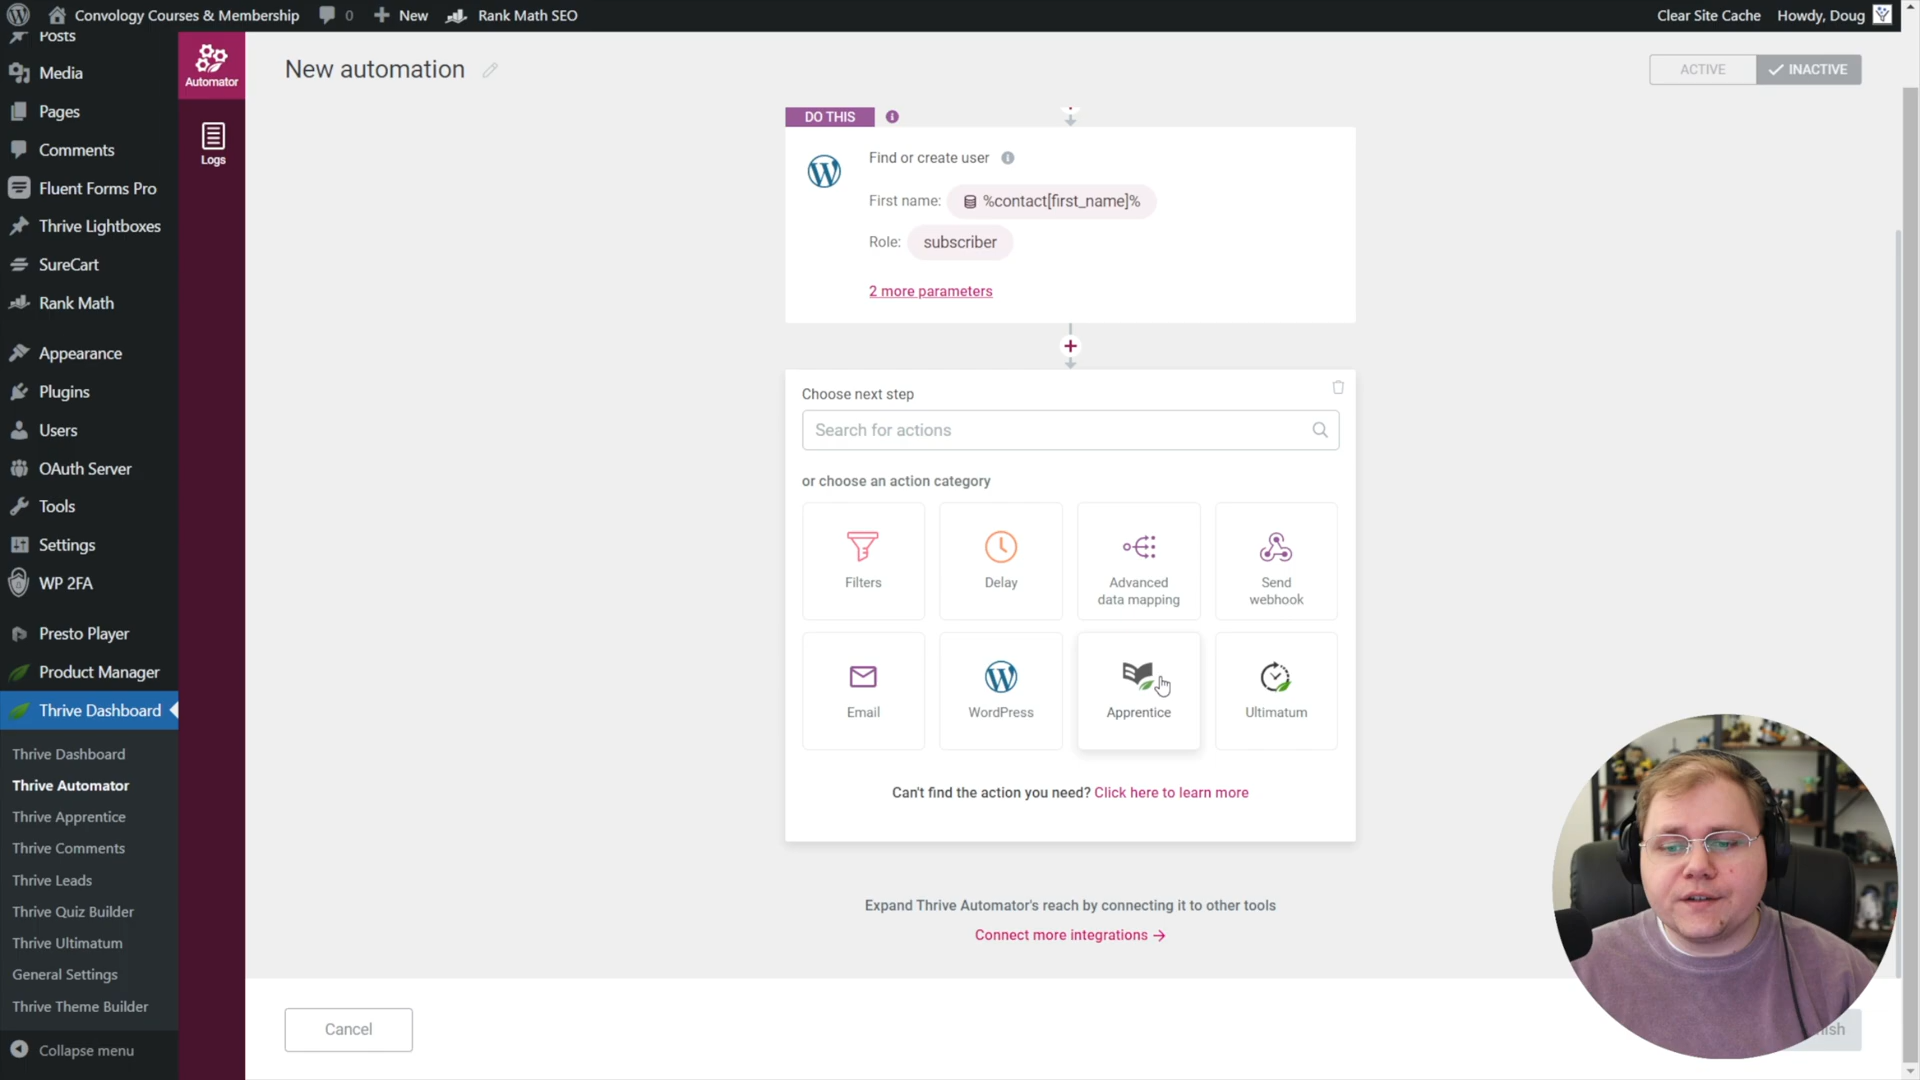 Convology Courses & Membership
0
New
Rank Math SEO
Clear Site Cache
Howdy, Doug
Posts
Media
Pages
Comments
Fluent Forms Pro
Thrive Lightboxes
SureCart
Rank Math
Appearance
Plugins
Users
OAuth Server
Tools
Settings
WP 2FA
Presto Player
Product Manager
Thrive Dashboard
Thrive Dashboard
Thrive Automator
Thrive Apprentice
Thrive Comments
Thrive Leads
Thrive Quiz Builder
Thrive Ultimatum
General Settings
Thrive Theme Builder
Collapse menu
Automator
Logs
New automation
ACTIVE
INACTIVE
DO THIS
Find or create user
First name: %contact[first_name]%
Role: subscriber
2 more parameters
Choose next step
Search for actions
or choose an action category
Filters
Delay
Advanced
data mapping
Send
webhook
Email
WordPress
Apprentice
Ultimatum
Can't find the action you need? Click here to learn more
Expand Thrive Automator's reach by connecting it to other tools
Connect more integrations →
Cancel